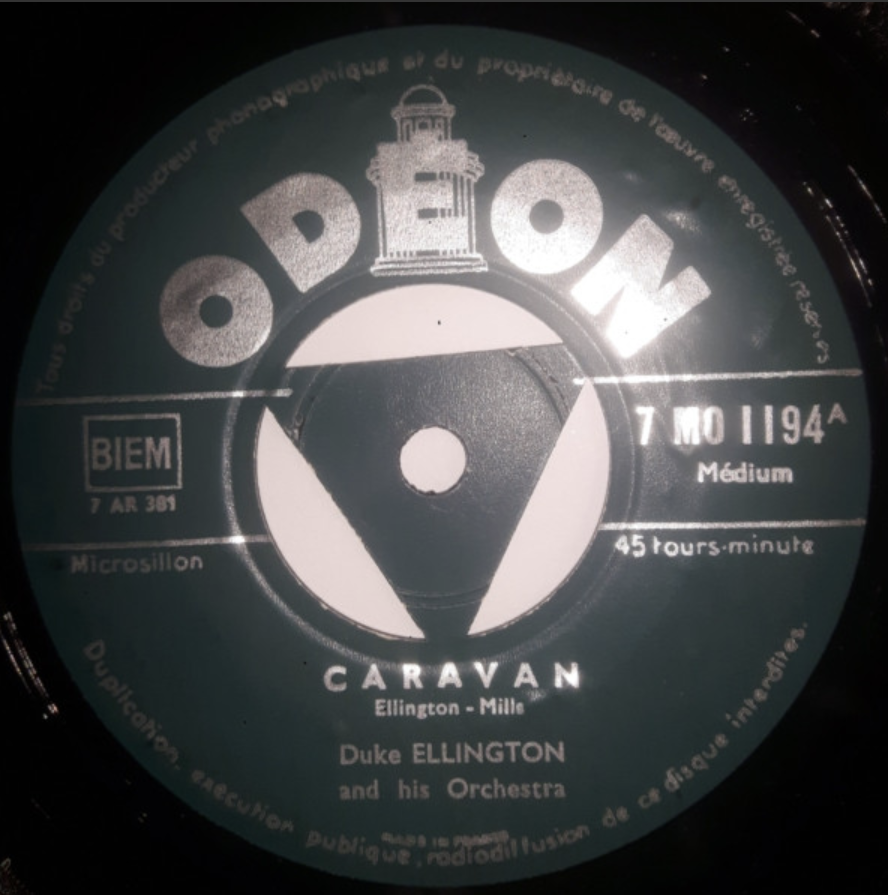 Tous droits du producteur phonographique et du propriétaire de l'œuvre enregistrée réservés
ODEON
BIEM
7 AR 381
7 MO 1194 A
Médium
Microsillon
45 tours-minute
CARAVAN
Ellington - Mills
Duke ELLINGTON
and his Orchestra
Duplication, exécution publique, radiodiffusion de ce disque interdites.